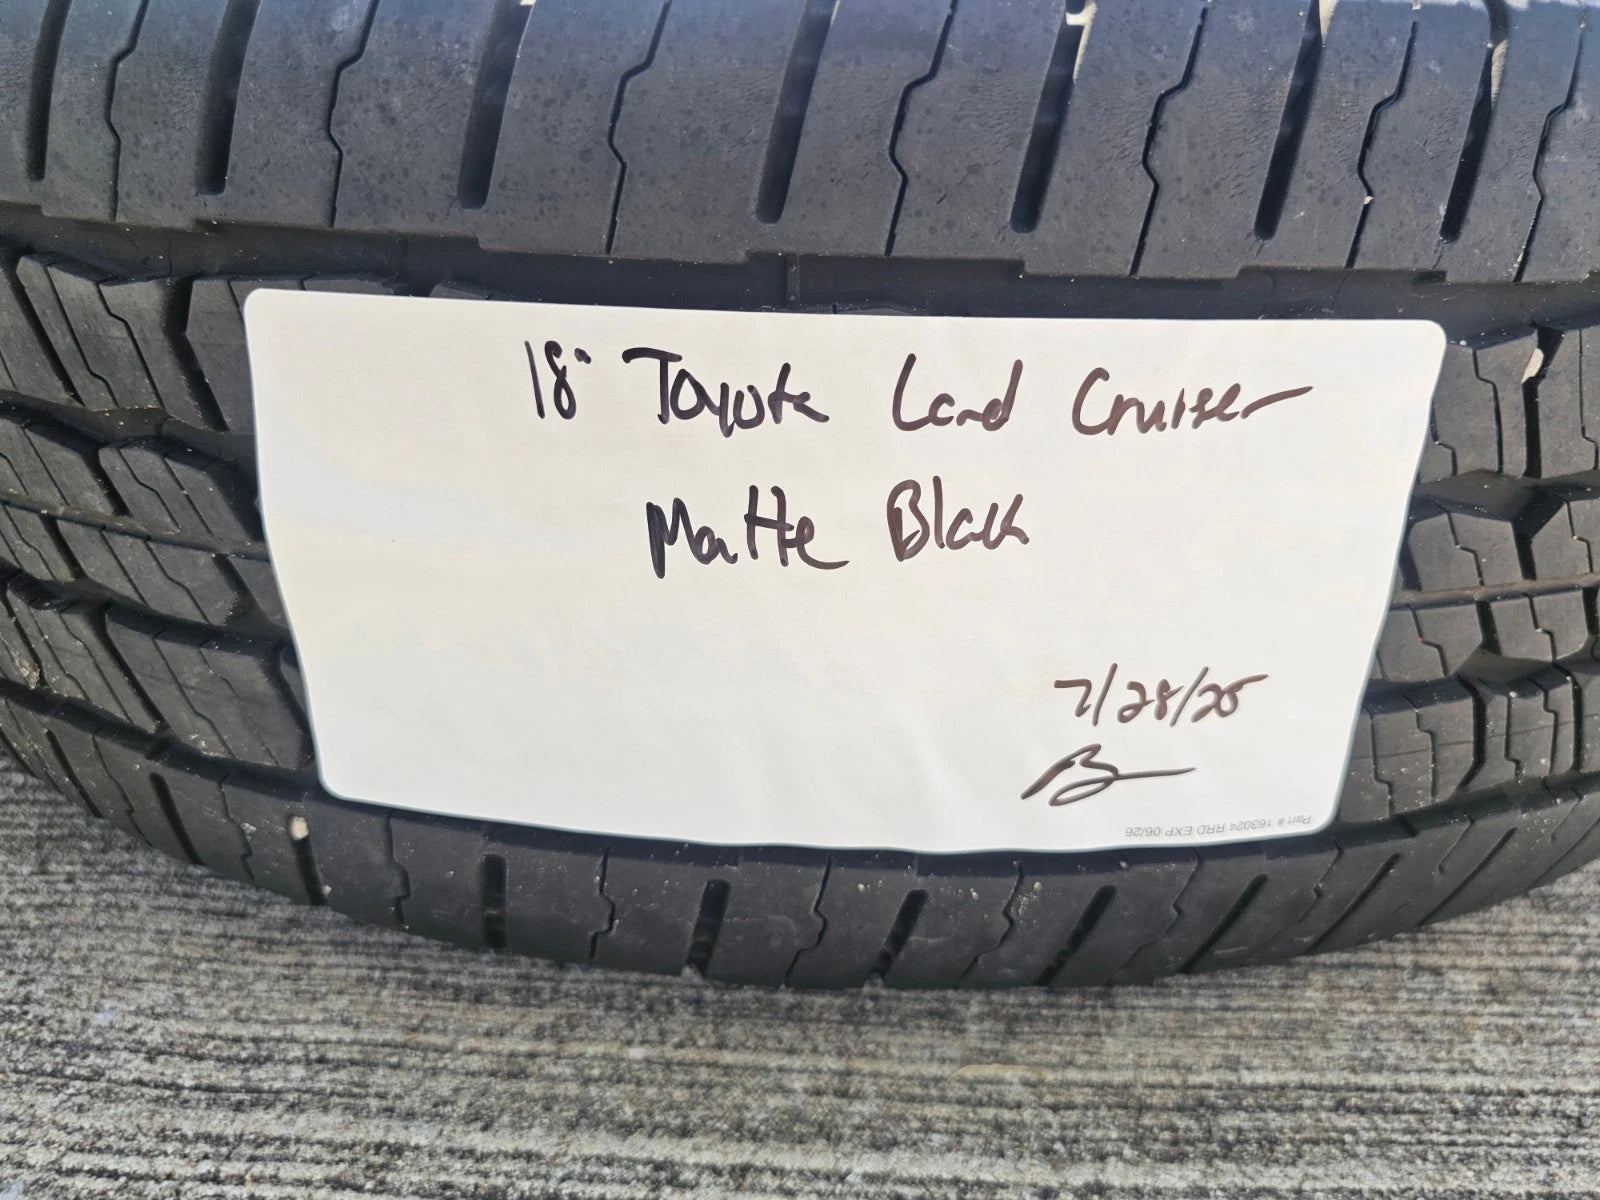 18" Toyota Land Cruiser
Matte Black
7/28/25
Part # 163024 RRD EXP 06/26